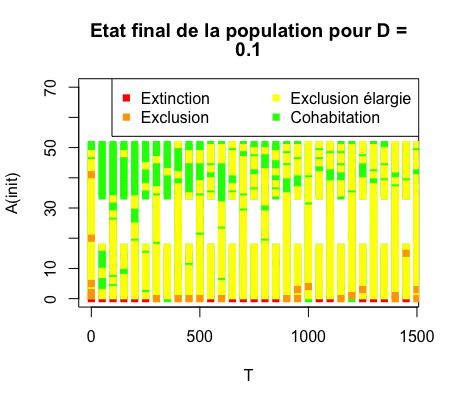 Etat final de la population pour D =
0.1
Extinction
Exclusion
Exclusion élargie
Cohabitation
A(init)
70
50
30
10
0
0 500 1000 1500
T